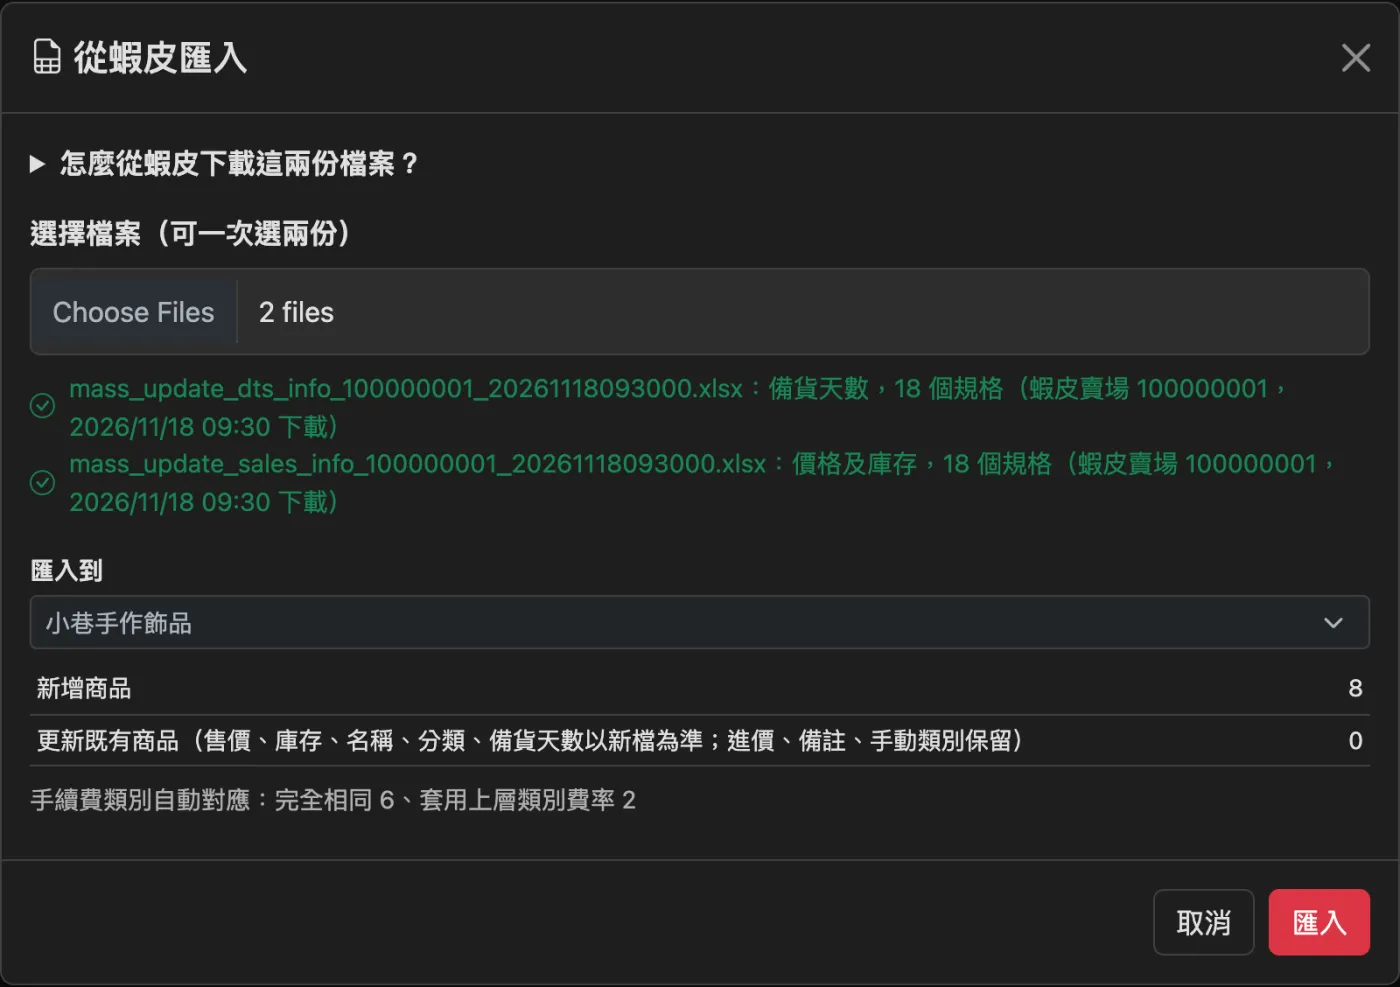 從蝦皮匯入
怎麼從蝦皮下載這兩份檔案？
選擇檔案（可一次選兩份）
Choose Files 2 files
mass_update_dts_info_100000001_20261118093000.xlsx：備貨天數，18 個規格（蝦皮賣場 100000001，
2026/11/18 09:30 下載）
mass_update_sales_info_100000001_20261118093000.xlsx：價格及庫存，18 個規格（蝦皮賣場 100000001，
2026/11/18 09:30 下載）
匯入到
小巷手作飾品
新增商品 8
更新既有商品（售價、庫存、名稱、分類、備貨天數以新檔為準；進價、備註、手動類別保留） 0
手續費類別自動對應：完全相同 6、套用上層類別費率 2
取消 匯入